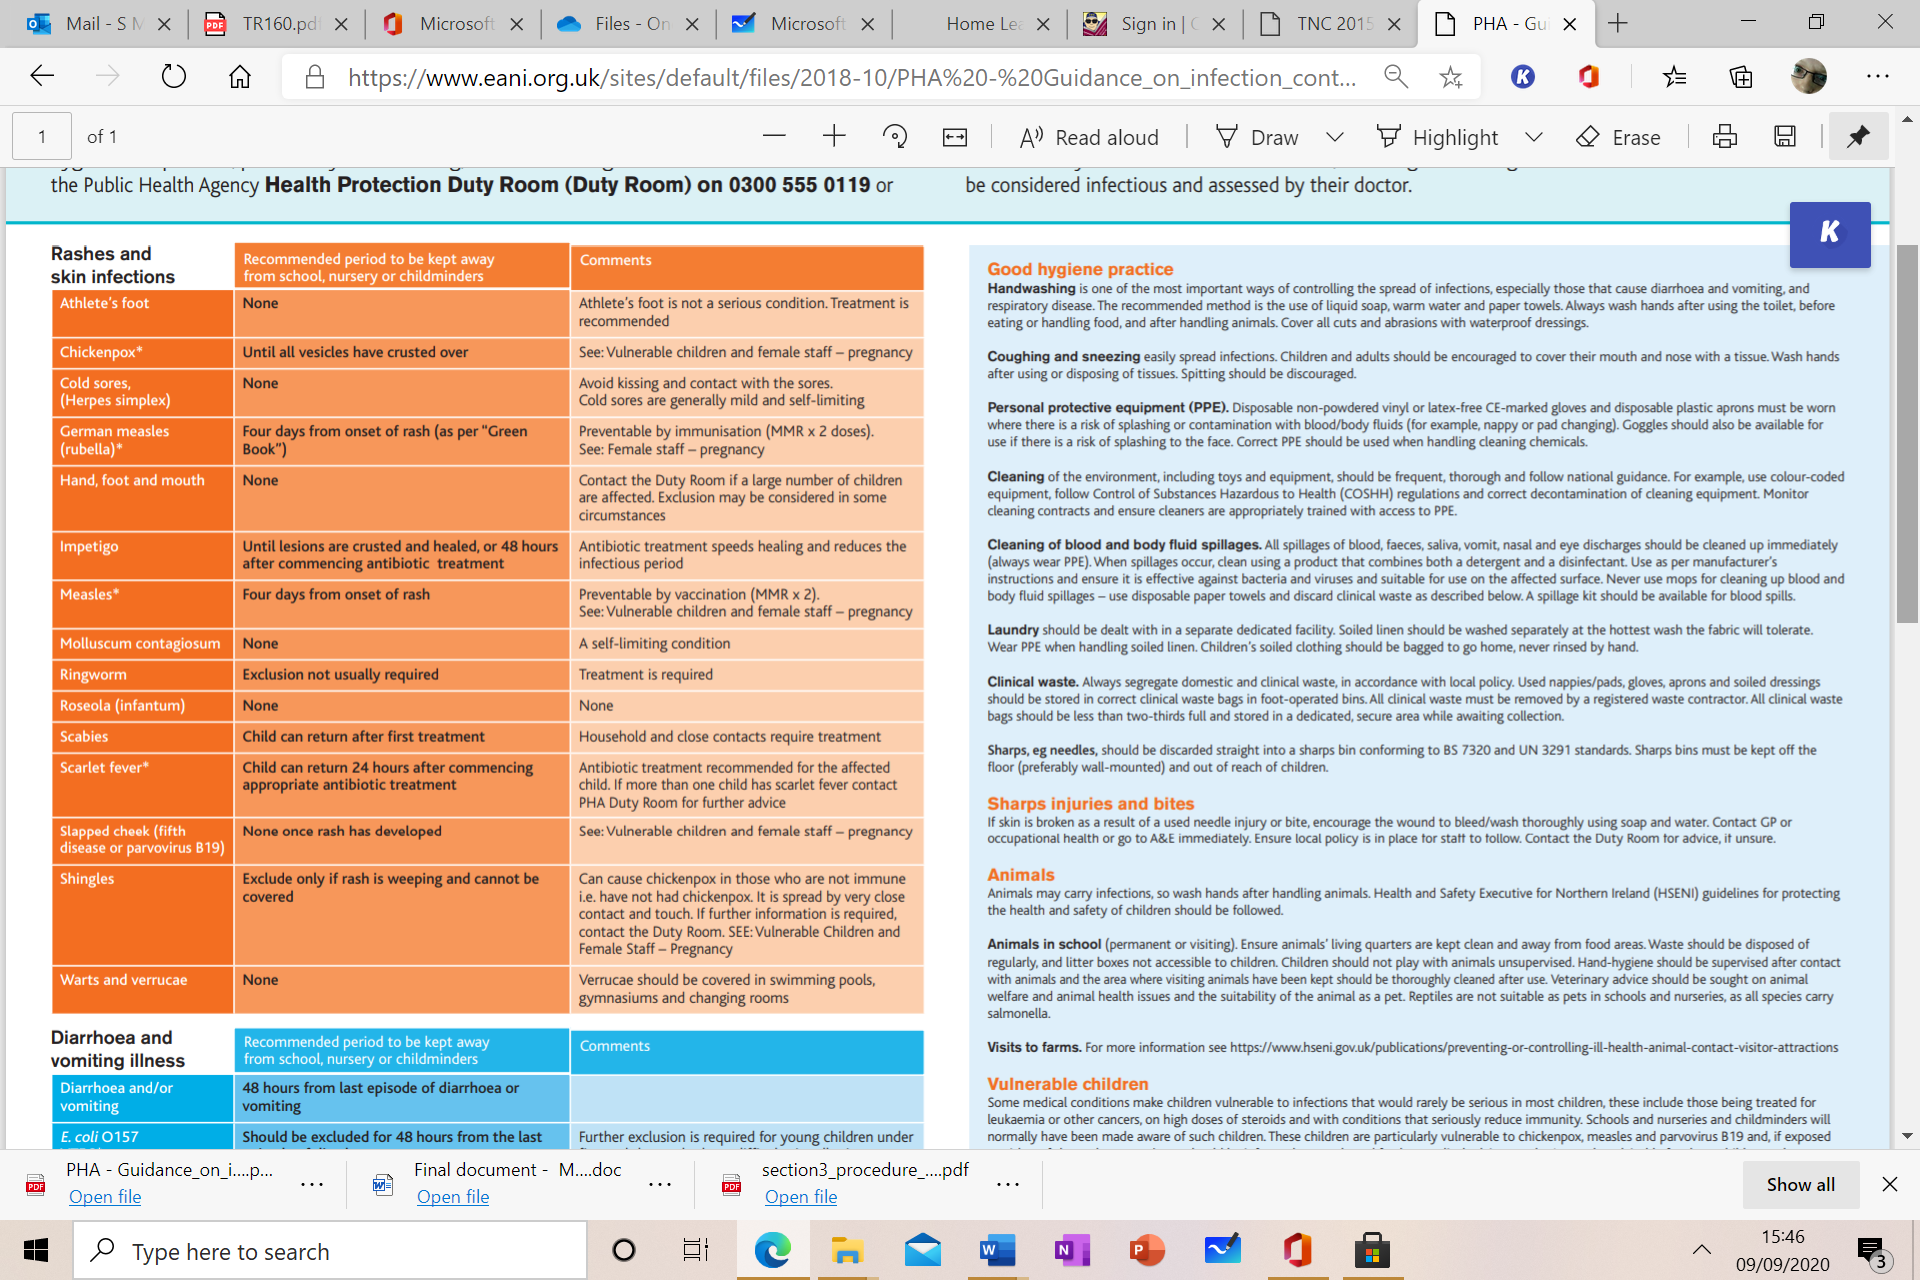 Mail - S M
TR160.pd
Microsoft
Files - On
Microsoft
Home Lea
Sign in |
TNC 2015
PHA - Gui
https://www.eani.org.uk/sites/default/files/2018-10/PHA%20-%20Guidance_on_infection_cont...
1 of 1
Read aloud
Draw
Highlight
Erase
the Public Health Agency Health Protection Duty Room (Duty Room) on 0300 555 0119 or
be considered infectious and assessed by their doctor.
K
Rashes and
skin infections
Recommended period to be kept away
from school, nursery or childminders
Comments
Athlete's foot
None
Athlete's foot is not a serious condition. Treatment is
recommended
Chickenpox*
Until all vesicles have crusted over
See: Vulnerable children and female staff – pregnancy
Cold sores,
(Herpes simplex)
None
Avoid kissing and contact with the sores.
Cold sores are generally mild and self-limiting
German measles
(rubella)*
Four days from onset of rash (as per "Green
Book")
Preventable by immunisation (MMR x 2 doses).
See: Female staff – pregnancy
Hand, foot and mouth
None
Contact the Duty Room if a large number of children
are affected. Exclusion may be considered in some
circumstances
Impetigo
Until lesions are crusted and healed, or 48 hours
after commencing antibiotic treatment
Antibiotic treatment speeds healing and reduces the
infectious period
Measles*
Four days from onset of rash
Preventable by vaccination (MMR x 2).
See: Vulnerable children and female staff – pregnancy
Molluscum contagiosum
None
A self-limiting condition
Ringworm
Exclusion not usually required
Treatment is required
Roseola (infantum)
None
None
Scabies
Child can return after first treatment
Household and close contacts require treatment
Scarlet fever*
Child can return 24 hours after commencing
appropriate antibiotic treatment
Antibiotic treatment recommended for the affected
child. If more than one child has scarlet fever contact
PHA Duty Room for further advice
Slapped cheek (fifth
disease or parvovirus B19)
None once rash has developed
See: Vulnerable children and female staff – pregnancy
Shingles
Exclude only if rash is weeping and cannot be
covered
Can cause chickenpox in those who are not immune
i.e. have not had chickenpox. It is spread by very close
contact and touch. If further information is required,
contact the Duty Room. SEE: Vulnerable Children and
Female Staff – Pregnancy
Warts and verrucae
None
Verrucae should be covered in swimming pools,
gymnasiums and changing rooms
Diarrhoea and
vomiting illness
Recommended period to be kept away
from school, nursery or childminders
Comments
Diarrhoea and/or
vomiting
48 hours from last episode of diarrhoea or
vomiting
E. coli O157
Should be excluded for 48 hours from the last
Further exclusion is required for young children under
Good hygiene practice
Handwashing is one of the most important ways of controlling the spread of infections, especially those that cause diarrhoea and vomiting, and
respiratory disease. The recommended method is the use of liquid soap, warm water and paper towels. Always wash hands after using the toilet, before
eating or handling food, and after handling animals. Cover all cuts and abrasions with waterproof dressings.
Coughing and sneezing easily spread infections. Children and adults should be encouraged to cover their mouth and nose with a tissue. Wash hands
after using or disposing of tissues. Spitting should be discouraged.
Personal protective equipment (PPE). Disposable non-powdered vinyl or latex-free CE-marked gloves and disposable plastic aprons must be worn
where there is a risk of splashing or contamination with blood/body fluids (for example, nappy or pad changing). Goggles should also be available for
use if there is a risk of splashing to the face. Correct PPE should be used when handling cleaning chemicals.
Cleaning of the environment, including toys and equipment, should be frequent, thorough and follow national guidance. For example, use colour-coded
equipment, follow Control of Substances Hazardous to Health (COSHH) regulations and correct decontamination of cleaning equipment. Monitor
cleaning contracts and ensure cleaners are appropriately trained with access to PPE.
Cleaning of blood and body fluid spillages. All spillages of blood, faeces, saliva, vomit, nasal and eye discharges should be cleaned up immediately
(always wear PPE). When spillages occur, clean using a product that combines both a detergent and a disinfectant. Use as per manufacturer's
instructions and ensure it is effective against bacteria and viruses and suitable for use on the affected surface. Never use mops for cleaning up blood and
body fluid spillages – use disposable paper towels and discard clinical waste as described below. A spillage kit should be available for blood spills.
Laundry should be dealt with in a separate dedicated facility. Soiled linen should be washed separately at the hottest wash the fabric will tolerate.
Wear PPE when handling soiled linen. Children's soiled clothing should be bagged to go home, never rinsed by hand.
Clinical waste. Always segregate domestic and clinical waste, in accordance with local policy. Used nappies/pads, gloves, aprons and soiled dressings
should be stored in correct clinical waste bags in foot-operated bins. All clinical waste must be removed by a registered waste contractor. All clinical waste
bags should be less than two-thirds full and stored in a dedicated, secure area while awaiting collection.
Sharps, eg needles, should be discarded straight into a sharps bin conforming to BS 7320 and UN 3291 standards. Sharps bins must be kept off the
floor (preferably wall-mounted) and out of reach of children.
Sharps injuries and bites
If skin is broken as a result of a used needle injury or bite, encourage the wound to bleed/wash thoroughly using soap and water. Contact GP or
occupational health or go to A&E immediately. Ensure local policy is in place for staff to follow. Contact the Duty Room for advice, if unsure.
Animals
Animals may carry infections, so wash hands after handling animals. Health and Safety Executive for Northern Ireland (HSENI) guidelines for protecting
the health and safety of children should be followed.
Animals in school (permanent or visiting). Ensure animals' living quarters are kept clean and away from food areas. Waste should be disposed of
regularly, and litter boxes not accessible to children. Children should not play with animals unsupervised. Hand-hygiene should be supervised after contact
with animals and the area where visiting animals have been kept should be thoroughly cleaned after use. Veterinary advice should be sought on animal
welfare and animal health issues and the suitability of the animal as a pet. Reptiles are not suitable as pets in schools and nurseries, as all species carry
salmonella.
Visits to farms. For more information see https://www.hseni.gov.uk/publications/preventing-or-controlling-ill-health-animal-contact-visitor-attractions
Vulnerable children
Some medical conditions make children vulnerable to infections that would rarely be serious in most children, these include those being treated for
leukaemia or other cancers, on high doses of steroids and with conditions that seriously reduce immunity. Schools and nurseries and childminders will
normally have been made aware of such children. These children are particularly vulnerable to chickenpox, measles and parvovirus B19 and, if exposed
PHA - Guidance_on_i....p...
Open file
Final document - M....doc
Open file
section3_procedure_....pdf
Open file
Show all
Type here to search
15:46
09/09/2020
3